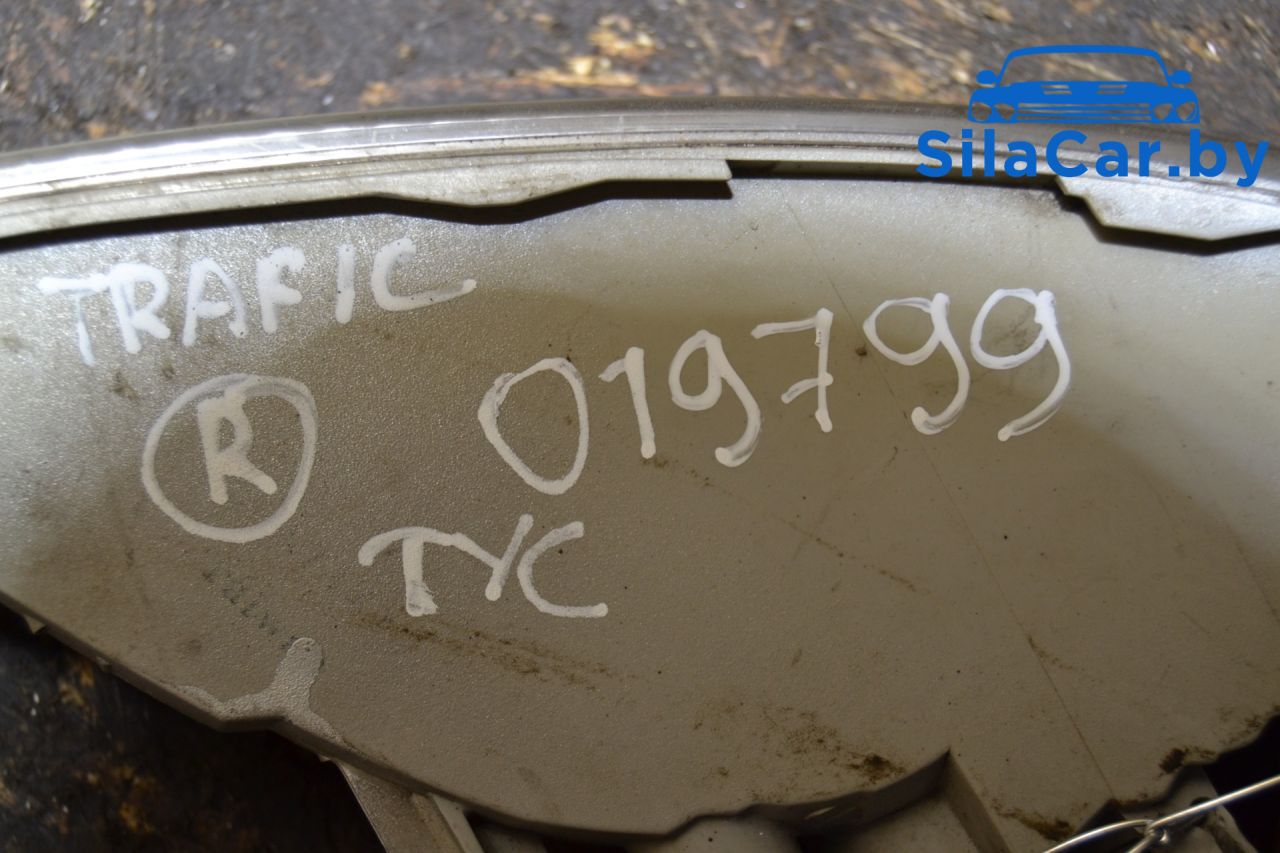 SilaCar.by
TRAFIC
019799
R
TYC